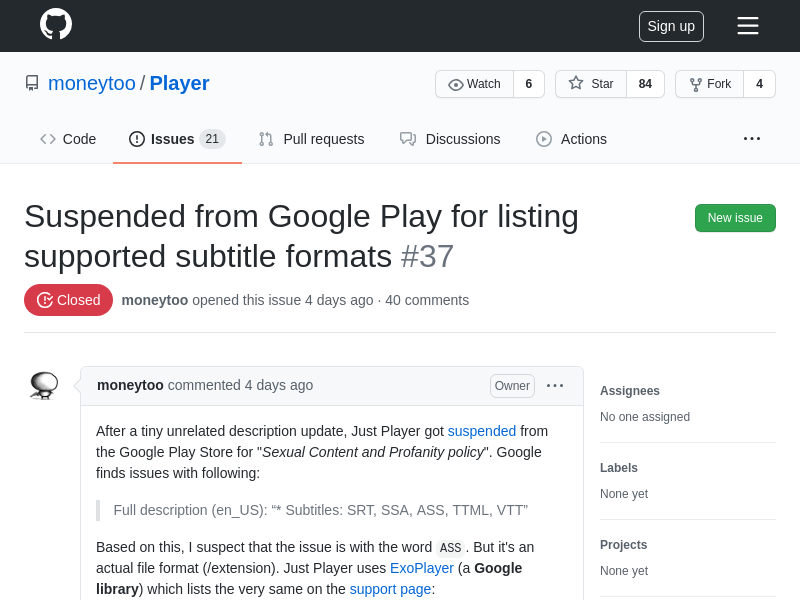 Sign up
moneytoo / Player
Watch 6 Star 84 Fork 4
Code Issues 21 Pull requests Discussions Actions
Suspended from Google Play for listing
supported subtitle formats #37
New issue
Closed moneytoo opened this issue 4 days ago · 40 comments
moneytoo commented 4 days ago Owner
After a tiny unrelated description update, Just Player got suspended from
the Google Play Store for "Sexual Content and Profanity policy". Google
finds issues with following:
Full description (en_US): “* Subtitles: SRT, SSA, ASS, TTML, VTT”
Based on this, I suspect that the issue is with the word ASS. But it's an
actual file format (/extension). Just Player uses ExoPlayer (a Google
library) which lists the very same on the support page:
Assignees
No one assigned
Labels
None yet
Projects
None yet